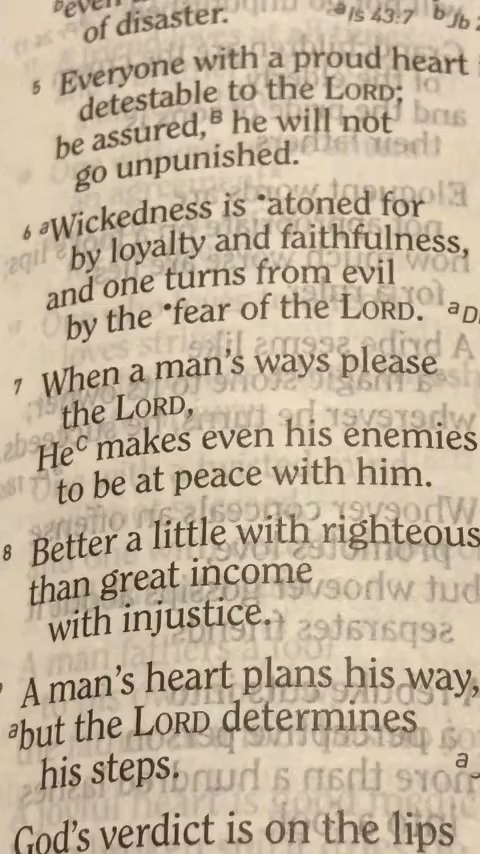 of disaster. a Is 43:7 b Jb
5 Everyone with a proud heart
detestable to the LORD;
be assured,B he will not
go unpunished.
6 aWickedness is •atoned for
by loyalty and faithfulness,
and one turns from evil
by the •fear of the LORD. a
7 When a man's ways please
the LORD,
HeC makes even his enemies
to be at peace with him.
8 Better a little with righteous
than great income
with injustice.
A man's heart plans his way,
abut the LORD determines
his steps. a
God's verdict is on the lips